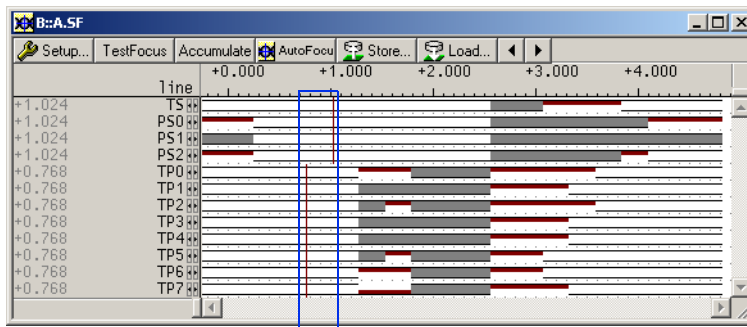 B::A.SF
Setup... TestFocus Accumulate AutoFocu Store... Load...
+0.000 +1.000 +2.000 +3.000 +4.000
line
+1.024 TS
+1.024 PS0
+1.024 PS1
+1.024 PS2
+0.768 TP0
+0.768 TP1
+0.768 TP2
+0.768 TP3
+0.768 TP4
+0.768 TP5
+0.768 TP6
+0.768 TP7